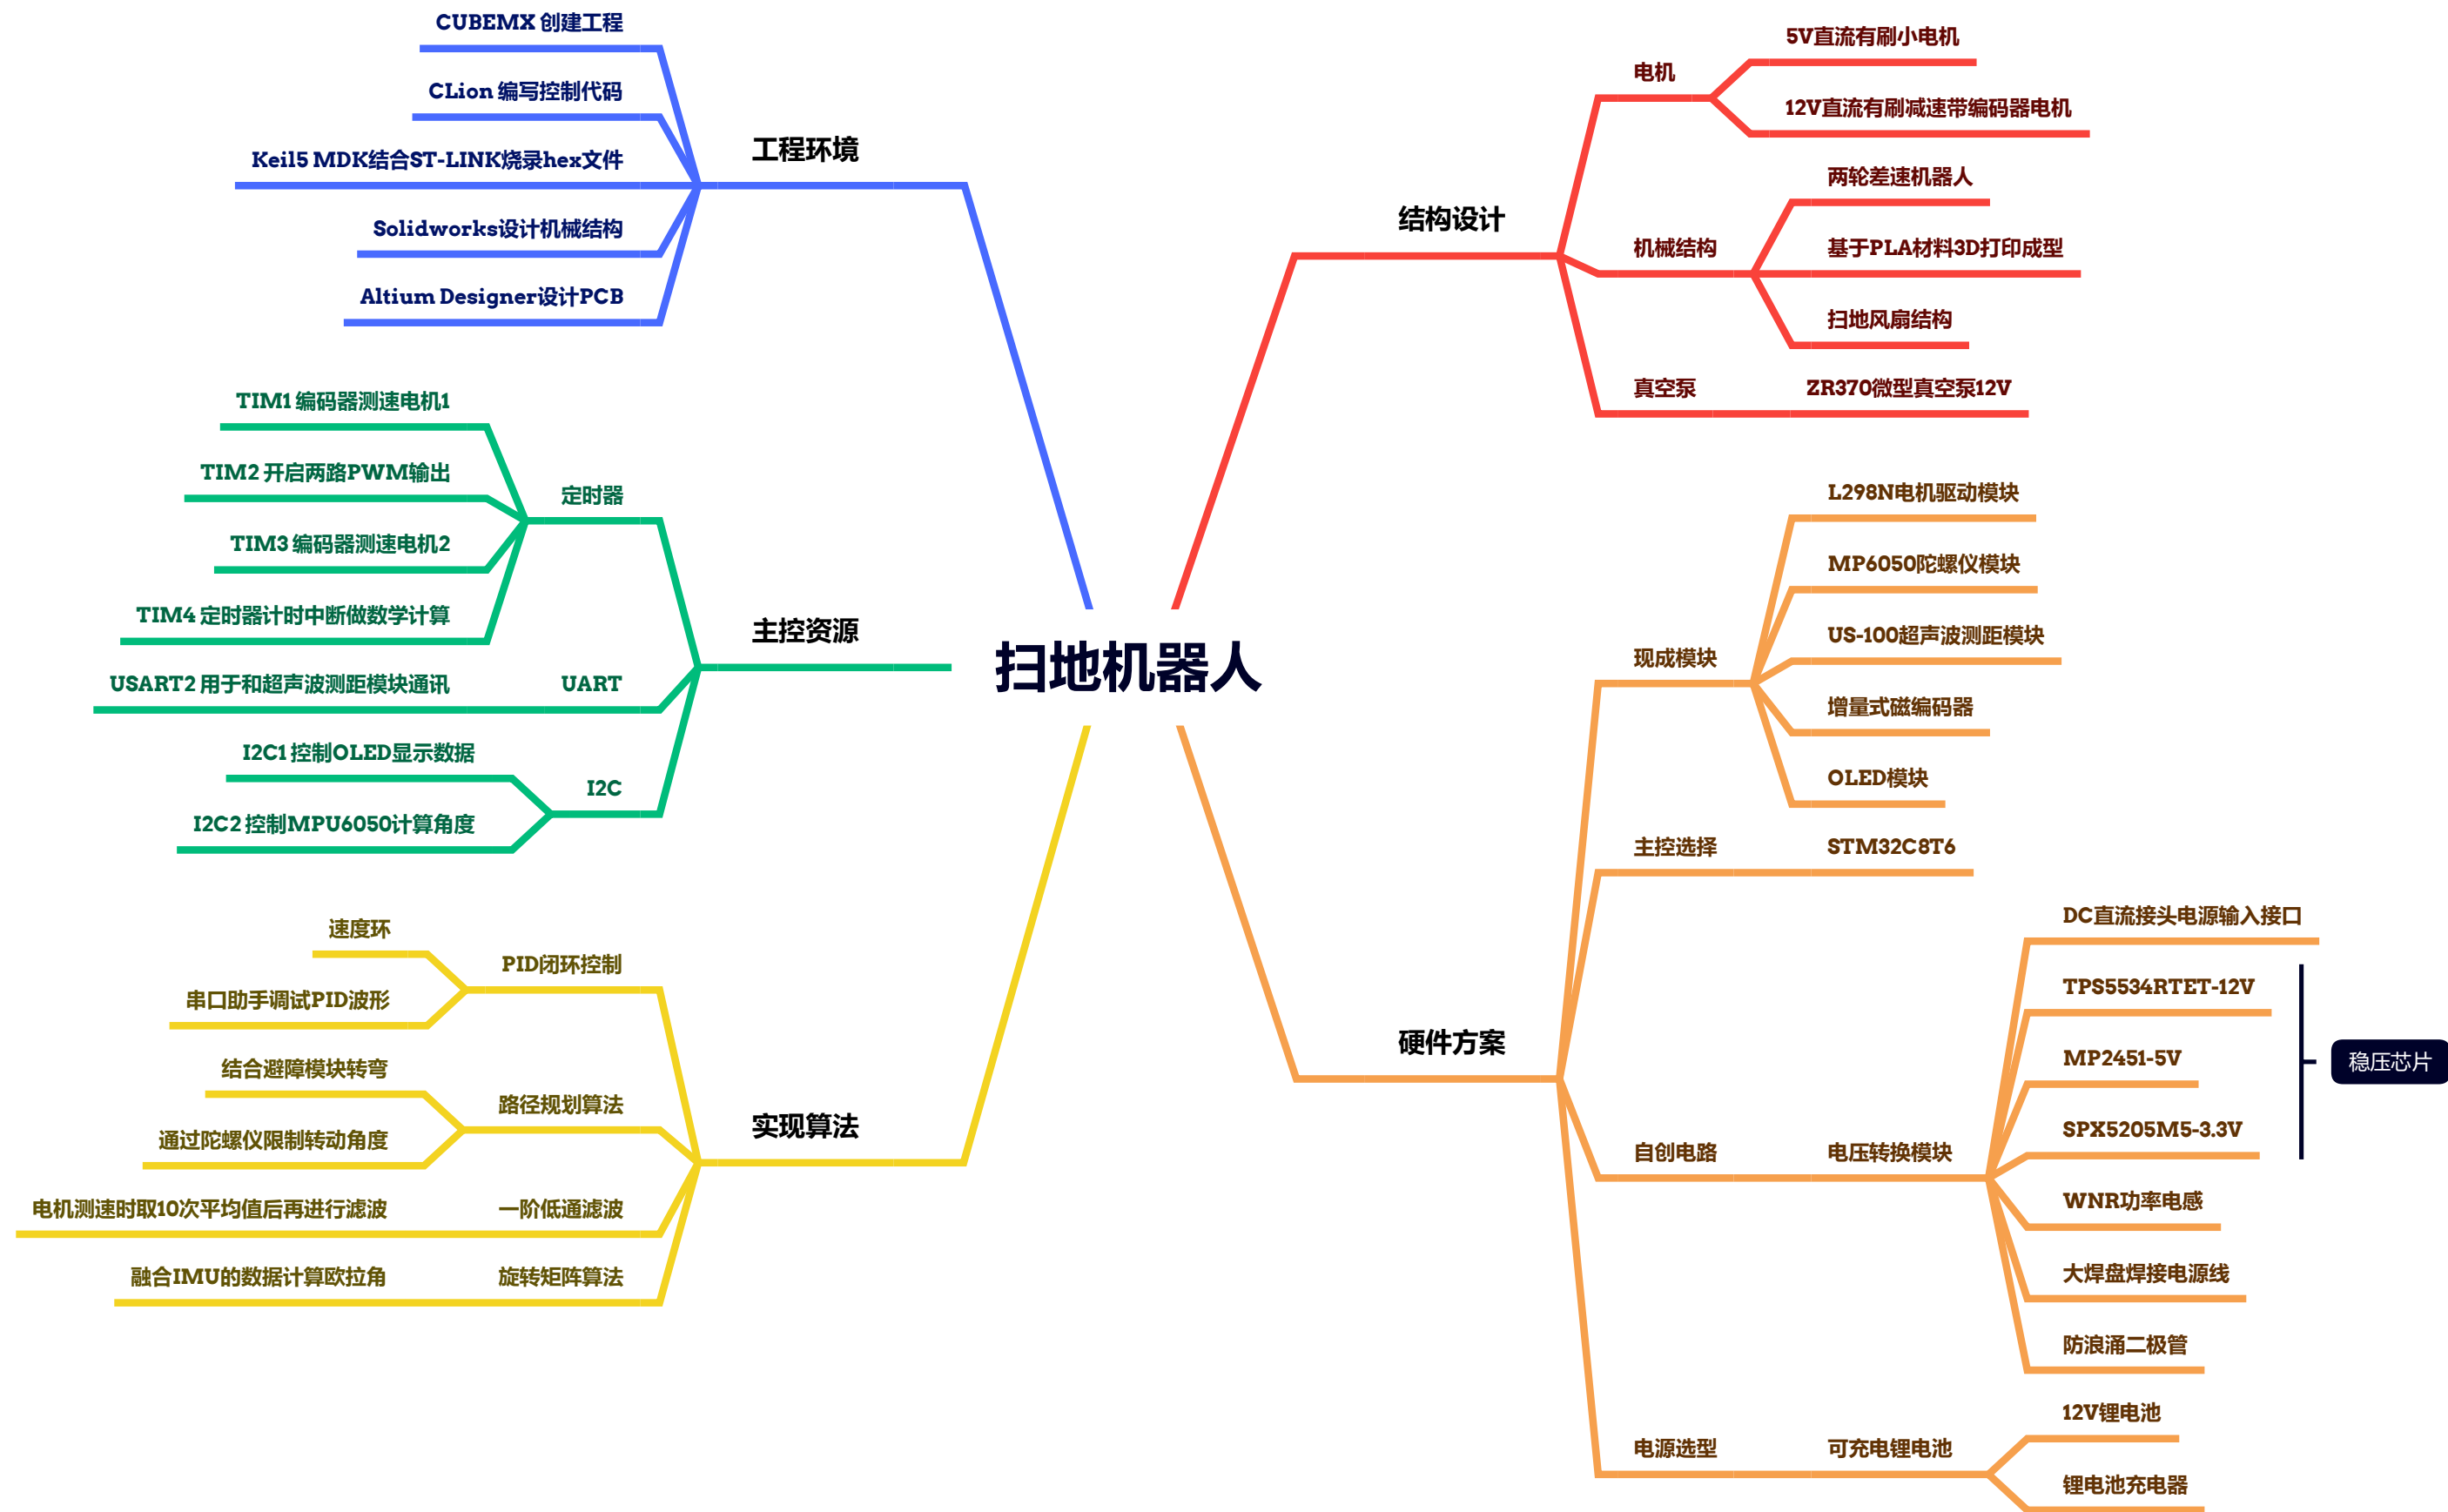 扫地机器人
工程环境
CUBEMX 创建工程
CLion 编写控制代码
Keil5 MDK结合ST-LINK烧录hex文件
Solidworks设计机械结构
Altium Designer设计PCB
主控资源
定时器
TIM1 编码器测速电机1
TIM2 开启两路PWM输出
TIM3 编码器测速电机2
TIM4 定时器计时中断做数学计算
UART
USART2 用于和超声波测距模块通讯
I2C
I2C1 控制OLED显示数据
I2C2 控制MPU6050计算角度
实现算法
PID闭环控制
速度环
串口助手调试PID波形
路径规划算法
结合避障模块转弯
通过陀螺仪限制转动角度
一阶低通滤波
电机测速时取10次平均值后再进行滤波
旋转矩阵算法
融合IMU的数据计算欧拉角
结构设计
电机
5V直流有刷小电机
12V直流有刷减速带编码器电机
机械结构
两轮差速机器人
基于PLA材料3D打印成型
扫地风扇结构
真空泵
ZR370微型真空泵12V
硬件方案
现成模块
L298N电机驱动模块
MP6050陀螺仪模块
US-100超声波测距模块
增量式磁编码器
OLED模块
主控选择
STM32C8T6
自创电路
电压转换模块
DC直流接头电源输入接口
TPS5534RTET-12V
MP2451-5V
SPX5205M5-3.3V
稳压芯片
WNR功率电感
大焊盘焊接电源线
防浪涌二极管
电源选型
可充电锂电池
12V锂电池
锂电池充电器